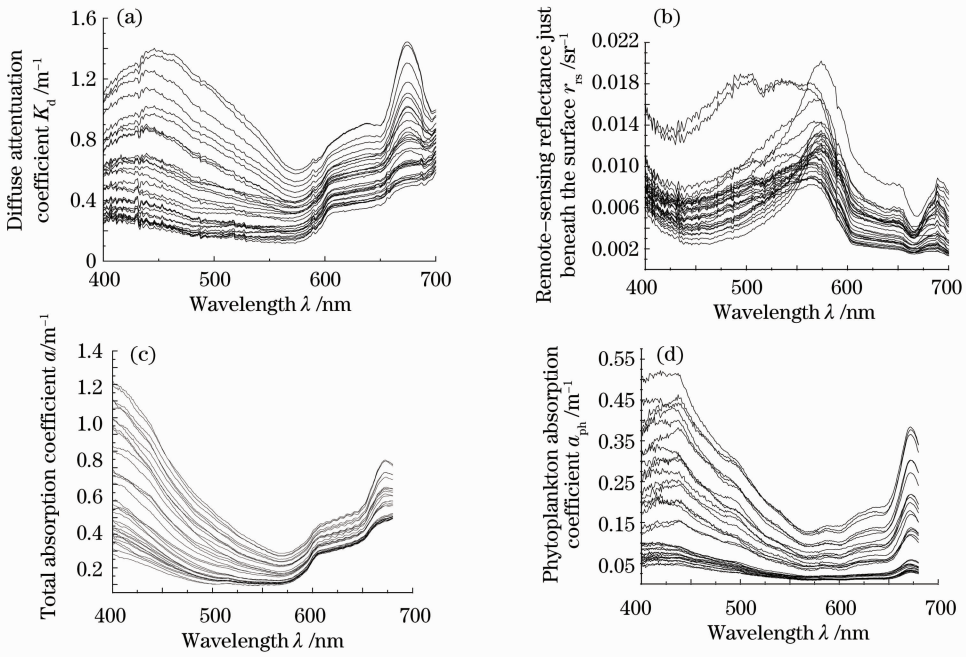 (a)
Diffuse attentuation
coefficient Kd /m−1
1.6
1.2
0.8
0.4
0
400
500
600
700
Wavelength λ /nm
(b)
Remote−sensing reflectance just
beneath the surface rrs /sr−1
0.022
0.018
0.014
0.010
0.006
0.002
400
500
600
700
Wavelength λ /nm
(c)
Total absorption coefficient a/m−1
1.4
1.2
1.0
0.8
0.6
0.4
0.2
400
500
600
700
Wavelength λ /nm
(d)
Phytoplankton absorption
coefficient aph /m−1
0.55
0.45
0.35
0.25
0.15
0.05
400
500
600
700
Wavelength λ /nm